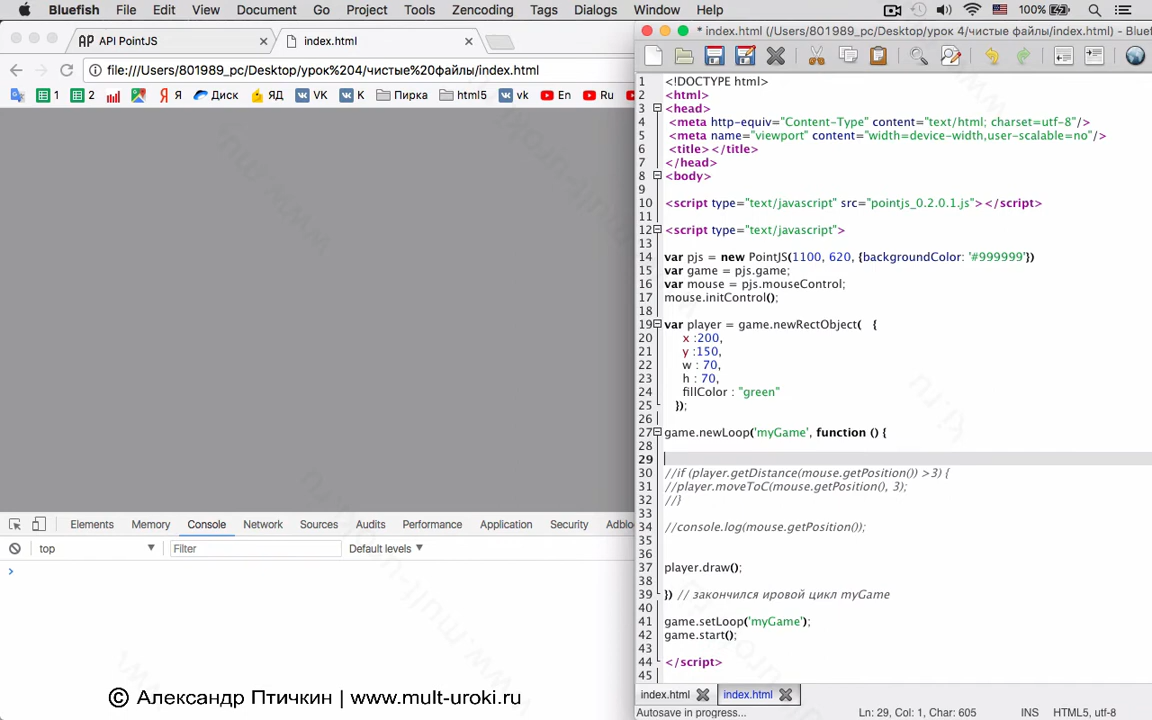 Bluefish File Edit View Document Go Project Tools Zencoding Tags Dialogs Window Help 100%
API PointJS index.html
file:///Users/801989_pc/Desktop/урок%204/чистые%20файлы/index.html
1 2 Я Диск ЯД VK K Пирка html5 vk En Ru
* index.html (/Users/801989_pc/Desktop/урок 4/чистые файлы/index.html) - Bluef
1 <!DOCTYPE html>
2 <html>
3 <head>
4 <meta http-equiv="Content-Type" content="text/html; charset=utf-8"/>
5 <meta name="viewport" content="width=device-width,user-scalable=no"/>
6 <title></title>
7 </head>
8 <body>
9
10 <script type="text/javascript" src="pointjs_0.2.0.1.js"></script>
11
12 <script type="text/javascript">
13
14 var pjs = new PointJS(1100, 620, {backgroundColor: '#999999'})
15 var game = pjs.game;
16 var mouse = pjs.mouseControl;
17 mouse.initControl();
18
19 var player = game.newRectObject( {
20 x :200,
21 y :150,
22 w : 70,
23 h : 70,
24 fillColor : "green"
25 });
26
27 game.newLoop('myGame', function () {
28
29
30 //if (player.getDistance(mouse.getPosition()) >3) {
31 //player.moveToC(mouse.getPosition(), 3);
32 //}
33
34 //console.log(mouse.getPosition());
35
36
37 player.draw();
38
39 }) // закончился ировой цикл myGame
40
41 game.setLoop('myGame');
42 game.start();
43
44 </script>
45
Elements Memory Console Network Sources Audits Performance Application Security Adblo
top Filter Default levels
© Александр Птичкин | www.mult-uroki.ru
index.html index.html
Autosave in progress... Ln: 29, Col: 1, Char: 605 INS HTML5, utf-8